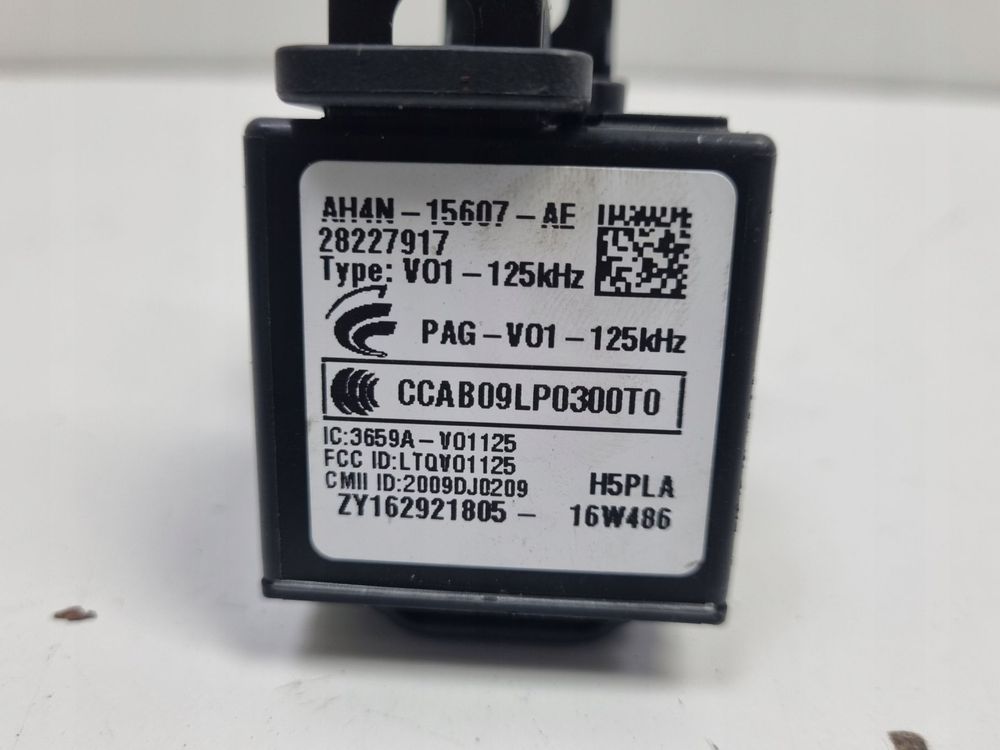 AH4N-15607-AE
28227917
Type: V01-125kHz
PAG-V01-125kHz
CCAB09LP0300T0
IC:3659A-V01125
FCC ID:LTQV01125
CMII ID:2009DJ0209
H5PLA
ZY162921805- 16W486